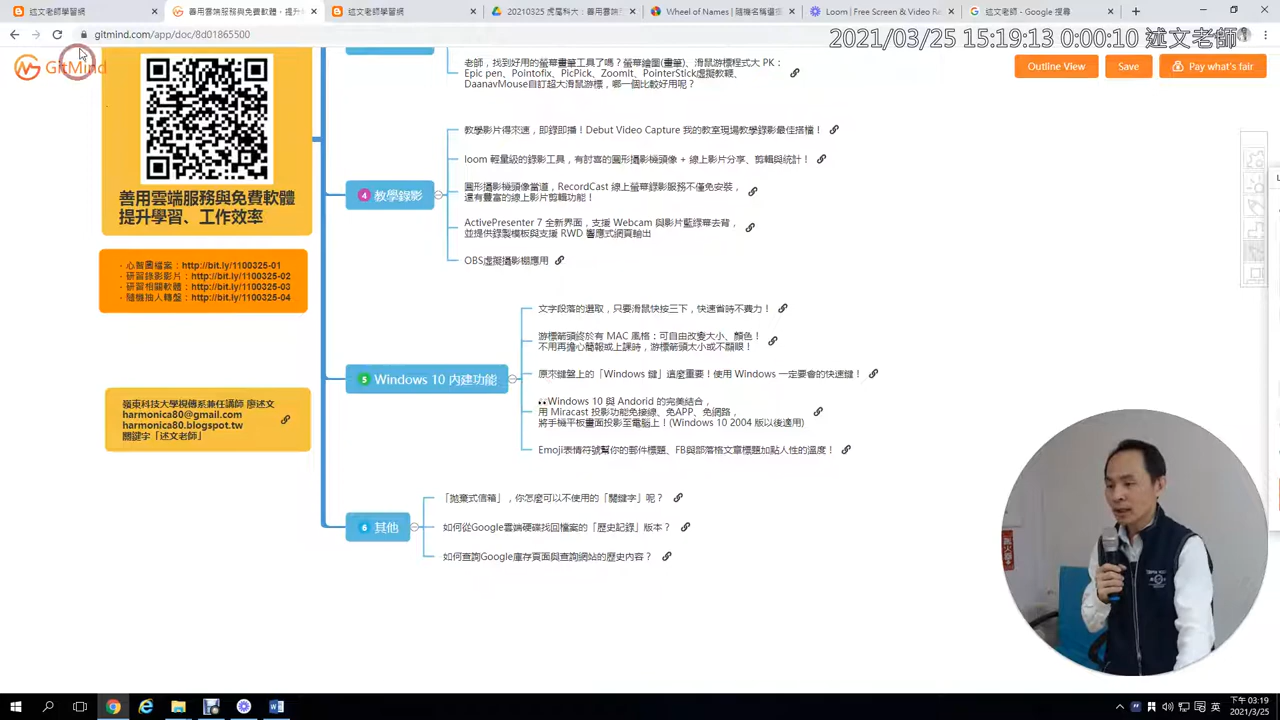 述文老師學習網
善用雲端服務與免費軟體，提升
述文老師學習網
20210325 虎尾科大：善用雲端
Wheel of Names | 隨機名稱選
Loom | Free Screen & Video Re
述文老師 - Google 搜尋
gitmind.com/app/doc/8d01865500
2021/03/25 15:19:13 0:00:10 述文老師
GitMind
Outline View
Save
Pay what's fair
老師，找到好用的螢幕畫筆工具了嗎？螢幕繪圖(畫筆)、滑鼠游標程式大 PK：
Epic pen、Pointofix、PicPick、ZoomIt、PointerStick虛擬教鞭、
DaanavMouse自訂超大滑鼠游標，哪一個比較好用呢？
善用雲端服務與免費軟體
提升學習、工作效率
4 教學錄影
教學影片得來速，即錄即播！Debut Video Capture 我的教室現場教學錄影最佳搭檔！
loom 輕量級的錄影工具，有討喜的圓形攝影機頭像 + 線上影片分享、剪輯與統計！
圓形攝影機頭像當道，RecordCast 線上螢幕錄影服務不僅免安裝，
還有豐富的線上影片剪輯功能！
ActivePresenter 7 全新界面，支援 Webcam 與影片藍綠幕去背，
並提供錄製模板與支援 RWD 響應式網頁輸出
OBS虛擬攝影棚應用
· 心智圖檔案：http://bit.ly/1100325-01
· 研習錄影影片：http://bit.ly/1100325-02
· 研習相關軟體：http://bit.ly/1100325-03
· 隨機抽人轉盤：http://bit.ly/1100325-04
5 Windows 10 內建功能
文字段落的選取，只要滑鼠快按三下，快速省時不費力！
游標箭頭終於有 MAC 風格：可自由改變大小、顏色！
不用再擔心簡報或上課時，游標箭頭太小或不顯眼！
原來鍵盤上的「Windows 鍵」這麼重要！使用 Windows 一定要會的快速鍵！
Windows 10 與 Andorid 的完美結合，
用 Miracast 投影功能免接線、免APP、免網路，
將手機平板畫面投影至電腦上！(Windows 10 2004 版以後適用)
Emoji表情符號幫你的郵件標題、FB與部落格文章標題加點人性的溫度！
嶺東科技大學視傳系兼任講師 廖述文
harmonica80@gmail.com
harmonica80.blogspot.tw
關鍵字「述文老師」
6 其他
「拋棄式信箱」，你怎麼可以不使用的「關鍵字」呢？
如何從Google雲端硬碟找回檔案的「歷史記錄」版本？
如何查詢Google庫存頁面與查詢網站的歷史內容？
英
下午 03:19
2021/3/25